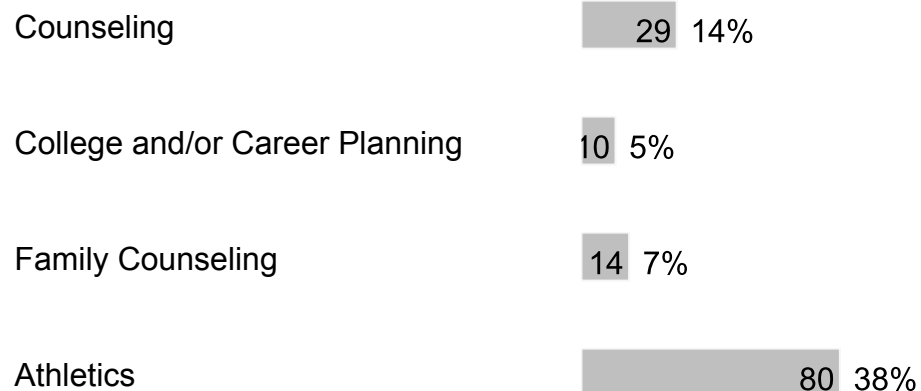 Counseling 29 14%
College and/or Career Planning 10 5%
Family Counseling 14 7%
Athletics 80 38%